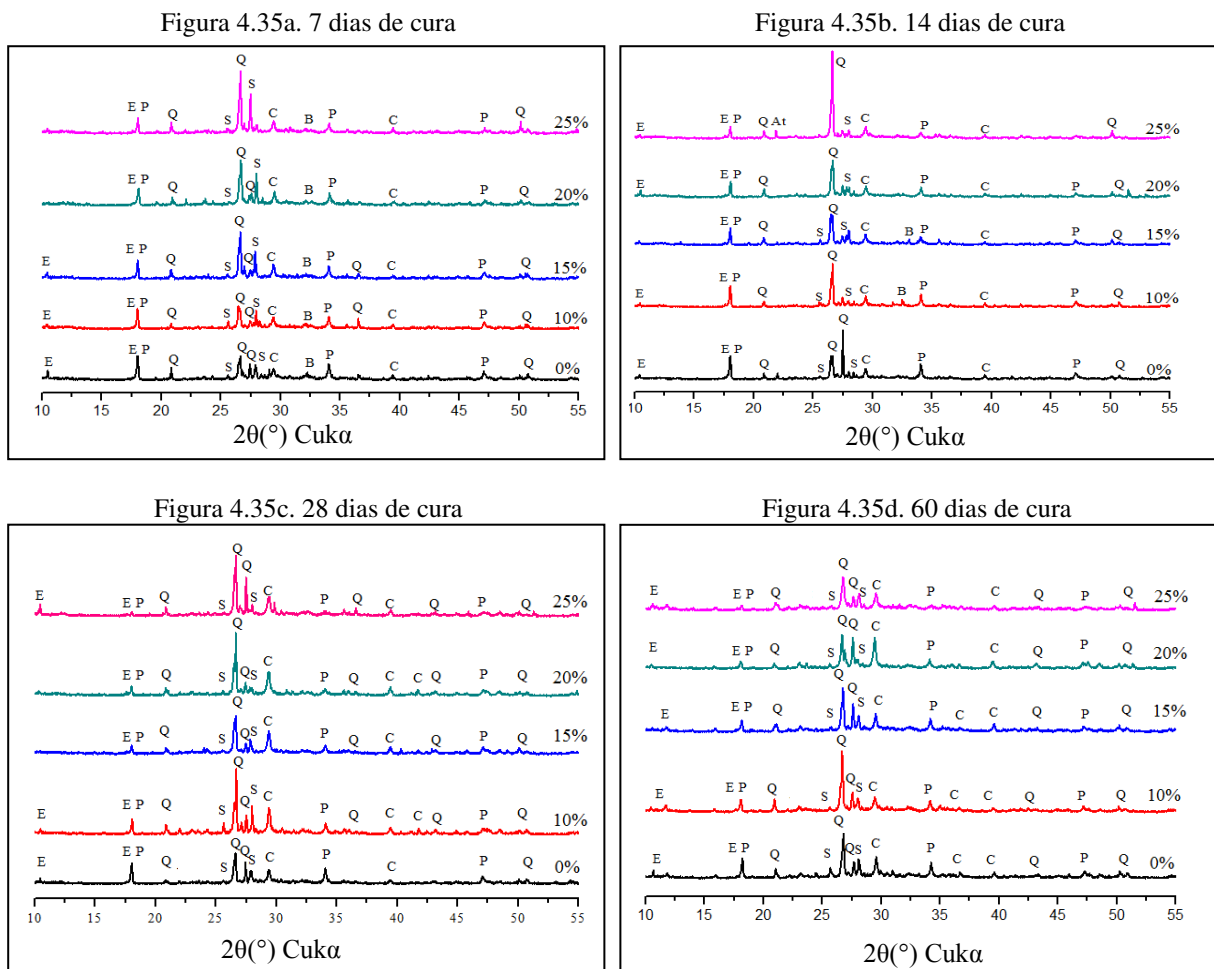 Figura 4.35a. 7 dias de cura
Q
S
E P
Q
S
C
B
P
C
P
Q
25%
Q
S
E P
Q
S
Q
C
B
P
C
P
Q
20%
Q
S
E
E P
Q
S
Q
C
B
P
Q
C
P
Q
15%
Q
S
E
E P
Q
S
Q
C
B
P
Q
C
P
Q
10%
Q
E
E P
Q
S
Q
S
C
B
P
C
P
Q
0%
10 15 20 25 30 35 40 45 50 55
2θ(°) Cukα
Figura 4.35b. 14 dias de cura
Q
E
E P
Q At
S
C
P
C
Q
25%
Q
E
E P
Q
S
C
P
C
P
Q
20%
Q
E P
Q
S
S
C
B
P
C
P
Q
15%
Q
E
E P
Q
S
S
C
B
P
C
P
Q
10%
Q
E
E P
Q
S
S
C
P
C
P
Q
0%
10 15 20 25 30 35 40 45 50 55
2θ(°) Cukα
Figura 4.35c. 28 dias de cura
Q
Q
E
E P
Q
S
S
C
P
Q
C
Q
P
Q
25%
Q
E P
Q
S
Q
S
C
P
Q
C
C
Q
P
Q
20%
Q
E P
Q
S
Q
S
C
P
Q
C
Q
P
Q
15%
Q
E
E P
Q
S
Q
S
C
P
Q
C
C
Q
P
Q
10%
Q
E
E P
Q
S
Q
S
C
P
C
P
Q
0%
10 15 20 25 30 35 40 45 50 55
2θ(°) Cukα
Figura 4.35d. 60 dias de cura
Q
E
E P
Q
S
Q
S
C
P
C
Q
P
Q
25%
Q
E
E P
Q
S
Q
S
C
P
C
Q
P
Q
20%
Q
E
E P
Q
S
Q
S
C
P
C
C
Q
P
Q
15%
Q
E
E P
Q
S
Q
S
C
P
C
C
Q
P
Q
10%
Q
E
E P
Q
S
Q
S
C
P
C
C
Q
P
Q
0%
10 15 20 25 30 35 40 45 50 55
2θ(°) Cukα